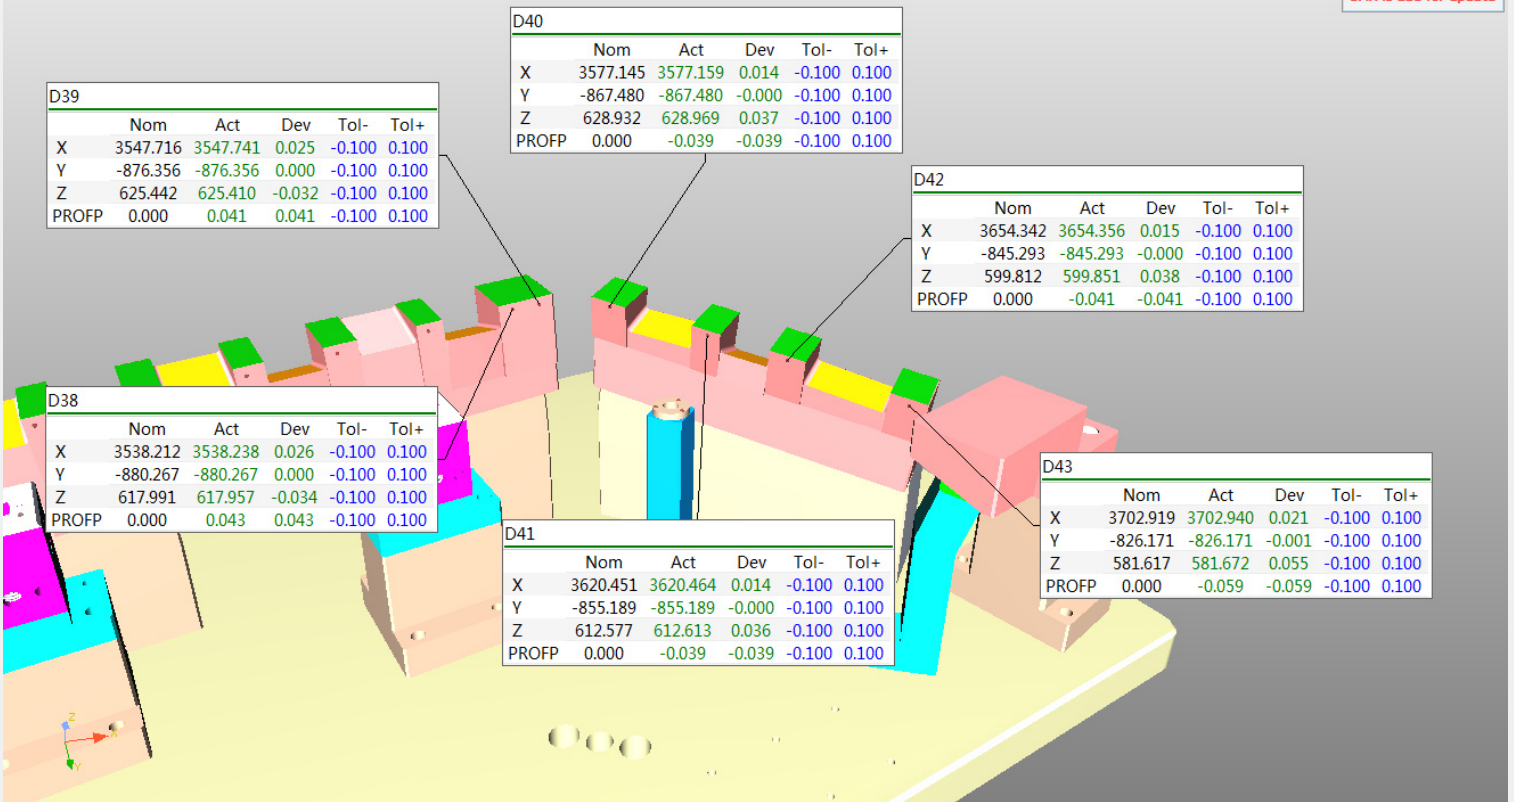 D40
Nom Act Dev Tol- Tol+
X 3577.145 3577.159 0.014 -0.100 0.100
Y -867.480 -867.480 -0.000 -0.100 0.100
Z 628.932 628.969 0.037 -0.100 0.100
PROFP 0.000 -0.039 -0.039 -0.100 0.100
D39
Nom Act Dev Tol- Tol+
X 3547.716 3547.741 0.025 -0.100 0.100
Y -876.356 -876.356 0.000 -0.100 0.100
Z 625.442 625.410 -0.032 -0.100 0.100
PROFP 0.000 0.041 0.041 -0.100 0.100
D42
Nom Act Dev Tol- Tol+
X 3654.342 3654.356 0.015 -0.100 0.100
Y -845.293 -845.293 -0.000 -0.100 0.100
Z 599.812 599.851 0.038 -0.100 0.100
PROFP 0.000 -0.041 -0.041 -0.100 0.100
D38
Nom Act Dev Tol- Tol+
X 3538.212 3538.238 0.026 -0.100 0.100
Y -880.267 -880.267 0.000 -0.100 0.100
Z 617.991 617.957 -0.034 -0.100 0.100
PROFP 0.000 0.043 0.043 -0.100 0.100
D43
Nom Act Dev Tol- Tol+
X 3702.919 3702.940 0.021 -0.100 0.100
Y -826.171 -826.171 -0.001 -0.100 0.100
Z 581.617 581.672 0.055 -0.100 0.100
PROFP 0.000 -0.059 -0.059 -0.100 0.100
D41
Nom Act Dev Tol- Tol+
X 3620.451 3620.464 0.014 -0.100 0.100
Y -855.189 -855.189 -0.000 -0.100 0.100
Z 612.577 612.613 0.036 -0.100 0.100
PROFP 0.000 -0.039 -0.039 -0.100 0.100
Z
X
Y